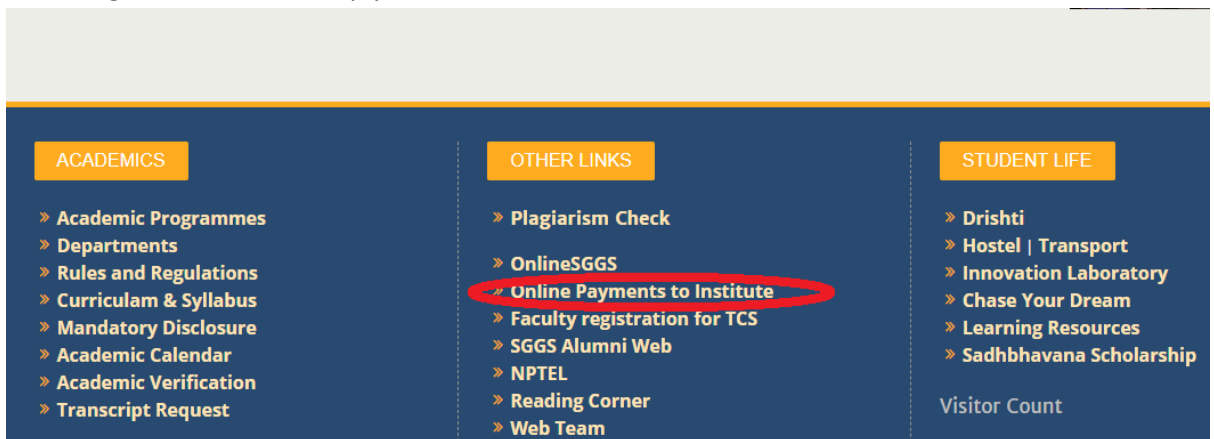 ACADEMICS
» Academic Programmes
» Departments
» Rules and Regulations
» Curriculam & Syllabus
» Mandatory Disclosure
» Academic Calendar
» Academic Verification
» Transcript Request
OTHER LINKS
» Plagiarism Check
» OnlineSGGS
» Online Payments to Institute
» Faculty registration for TCS
» SGGS Alumni Web
» NPTEL
» Reading Corner
» Web Team
STUDENT LIFE
» Drishti
» Hostel | Transport
» Innovation Laboratory
» Chase Your Dream
» Learning Resources
» Sadhbhavana Scholarship
Visitor Count